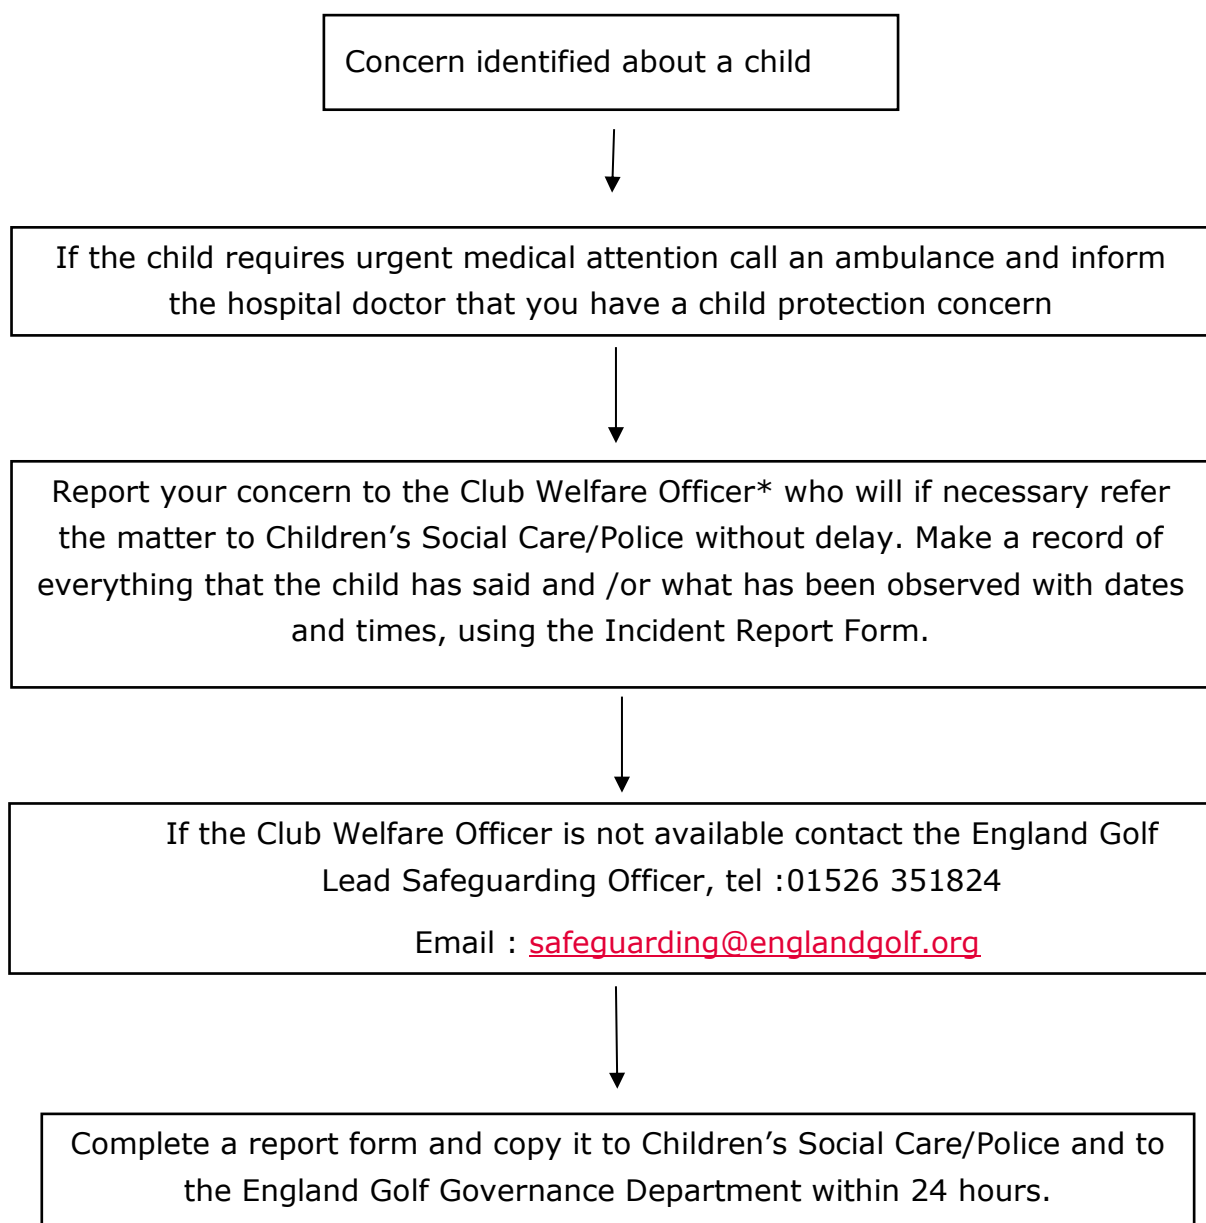 Concern identified about a child
If the child requires urgent medical attention call an ambulance and inform
the hospital doctor that you have a child protection concern
Report your concern to the Club Welfare Officer* who will if necessary refer
the matter to Children’s Social Care/Police without delay. Make a record of
everything that the child has said and /or what has been observed with dates
and times, using the Incident Report Form.
If the Club Welfare Officer is not available contact the England Golf
Lead Safeguarding Officer, tel :01526 351824
Email : safeguarding@englandgolf.org
Complete a report form and copy it to Children’s Social Care/Police and to
the England Golf Governance Department within 24 hours.